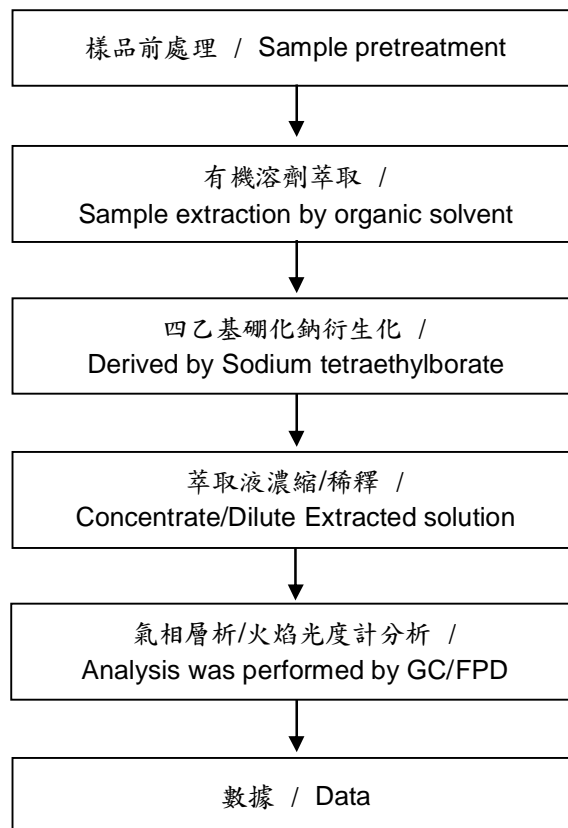 樣品前處理 / Sample pretreatment
有機溶劑萃取 /
Sample extraction by organic solvent
四乙基硼化鈉衍生化 /
Derived by Sodium tetraethylborate
萃取液濃縮/稀釋 /
Concentrate/Dilute Extracted solution
氣相層析/火焰光度計分析 /
Analysis was performed by GC/FPD
數據 / Data